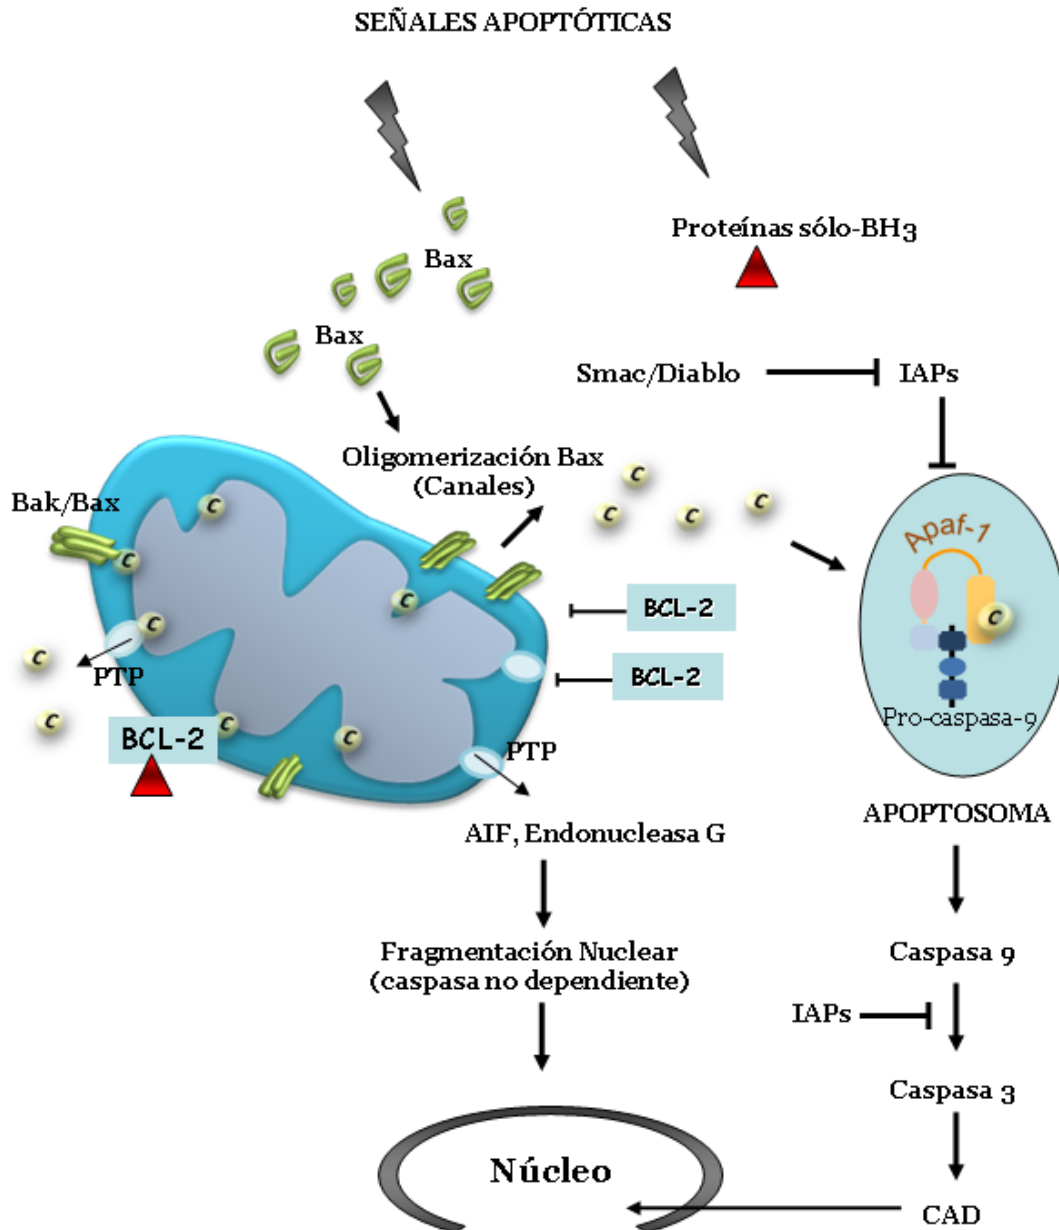 SEÑALES APOPTÓTICAS
Proteínas sólo-BH3
Bax
Bax
Smac/Diablo
IAPs
Oligomerización Bax
(Canales)
Bak/Bax
C
C
C
C
C
C
C
C
C
C
C
C
C
Apaf-1
C
Pro-caspasa-9
BCL-2
BCL-2
PTP
BCL-2
PTP
APOPTOSOMA
AIF, Endonucleasa G
Fragmentación Nuclear
(caspasa no dependiente)
Caspasa 9
IAPs
Caspasa 3
Núcleo
CAD